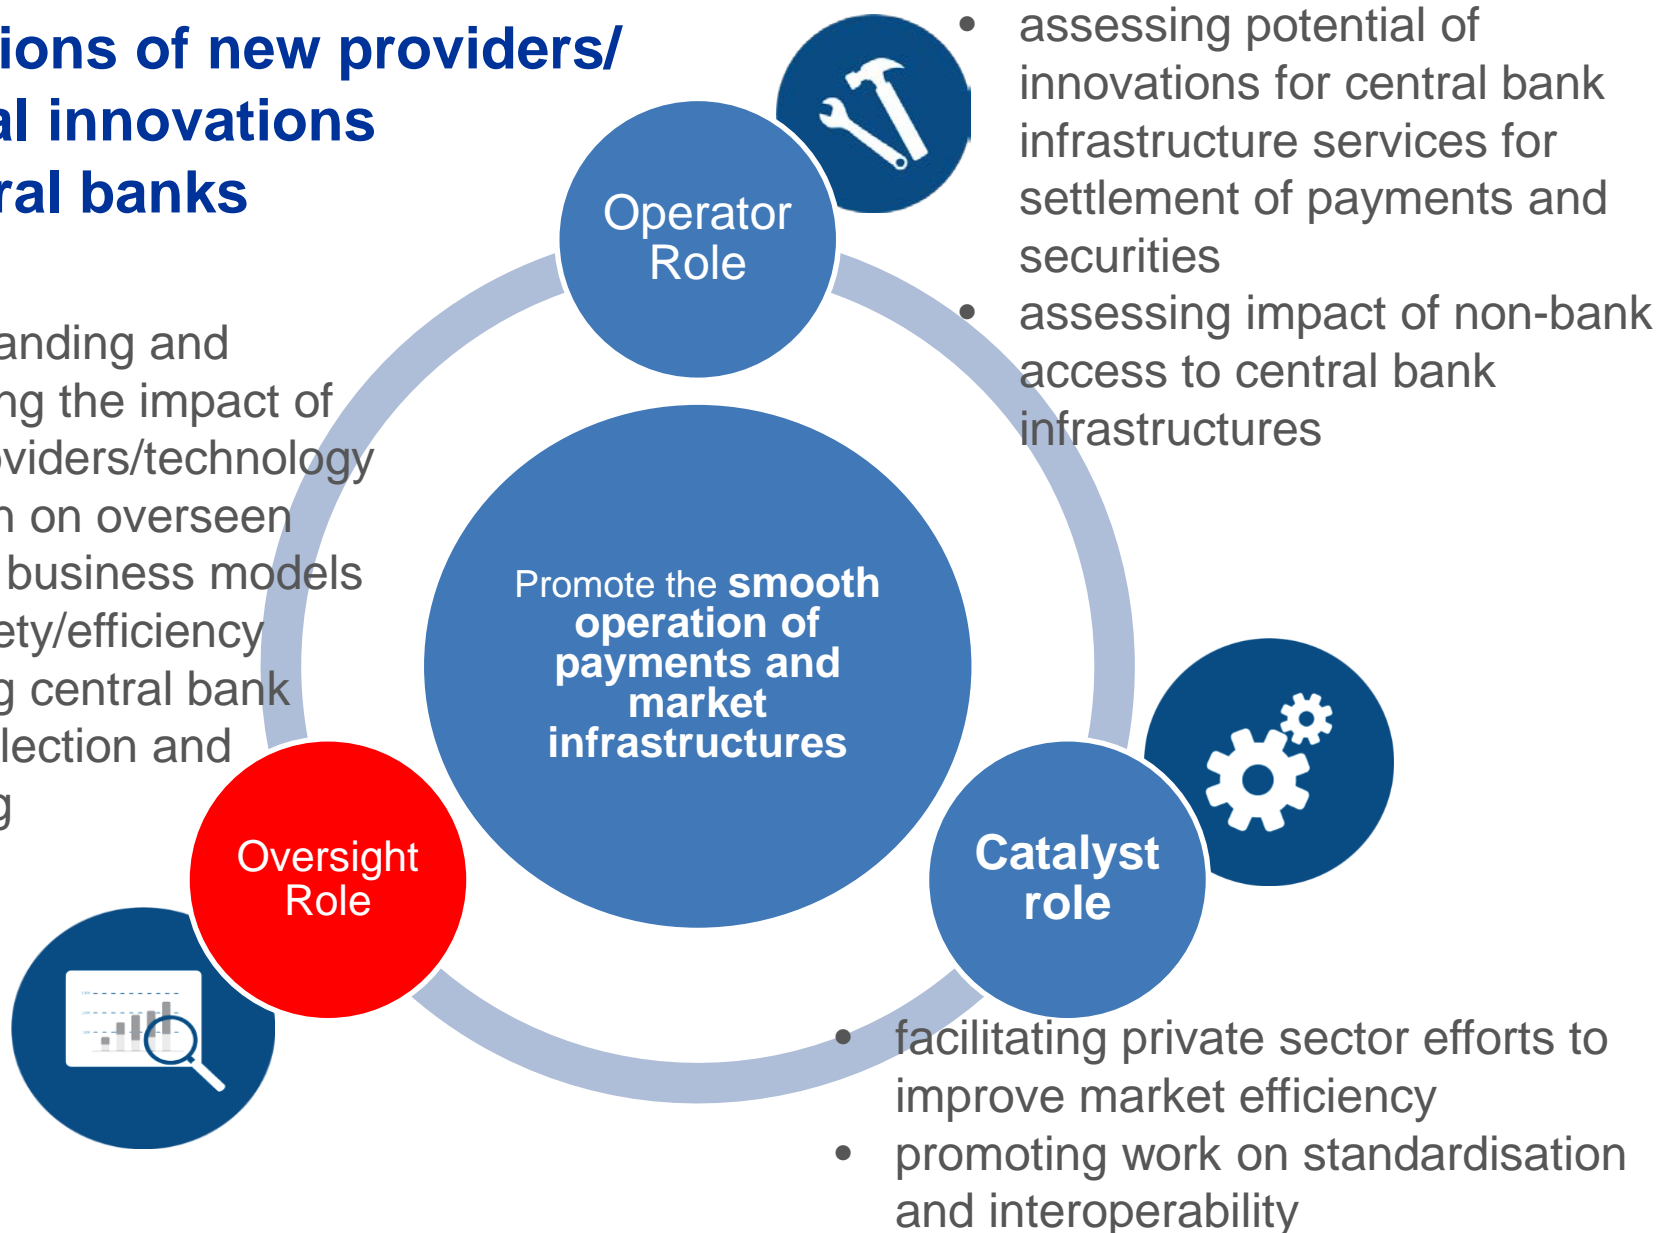 tions of new providers/
al innovations
ral banks
• assessing potential of
innovations for central bank
infrastructure services for
settlement of payments and
securities
• assessing impact of non-bank
access to central bank
infrastructures
Operator
Role
anding and
ng the impact of
oviders/technology
n on overseen
business models
ety/efficiency
g central bank
llection and
g
Promote the smooth
operation of
payments and
market
infrastructures
Oversight
Role
Catalyst
role
• facilitating private sector efforts to
improve market efficiency
• promoting work on standardisation
and interoperability